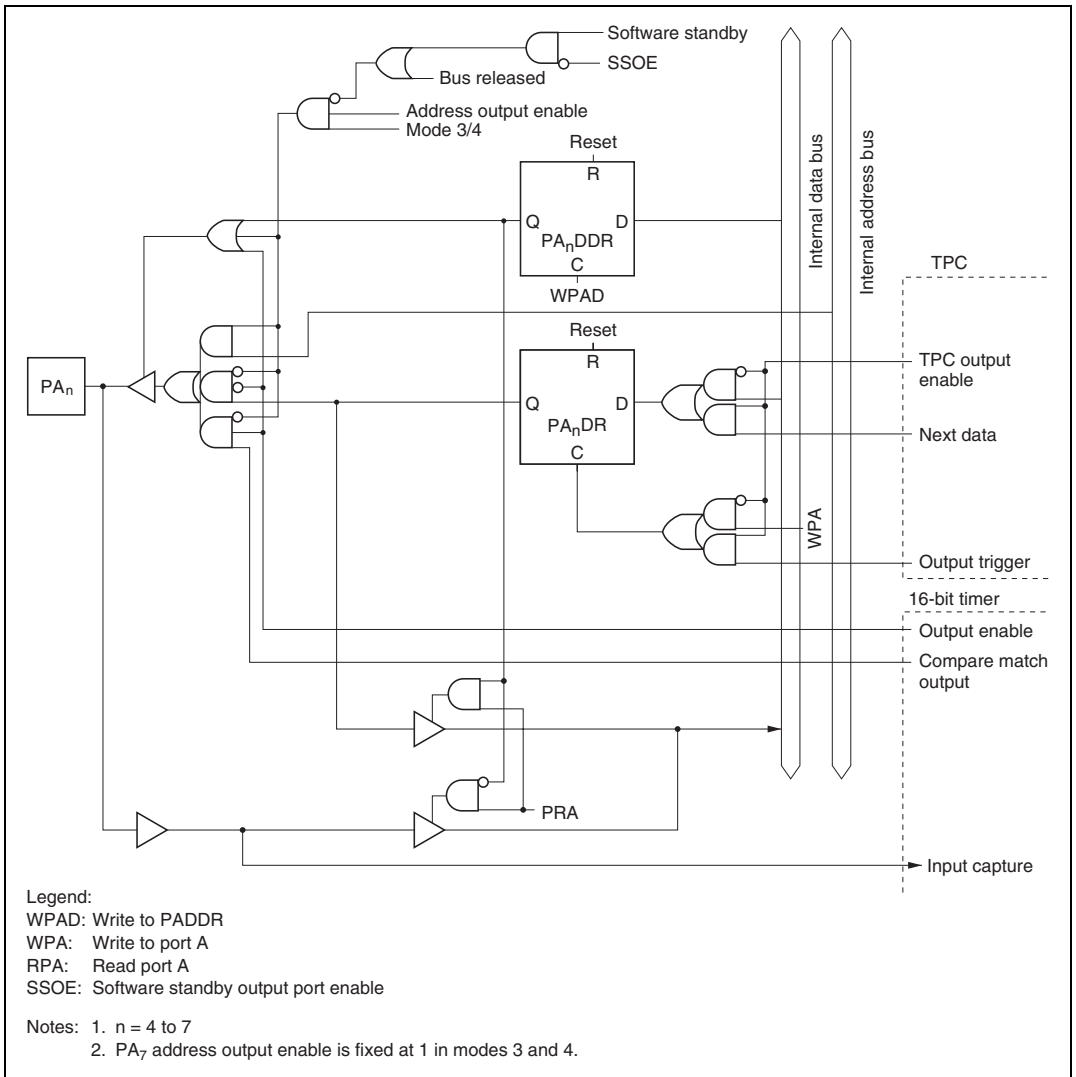 Software standby
SSOE
Bus released
Address output enable
Mode 3/4
Reset
R
Q D
PAnDDR
C
WPAD
Internal data bus
Internal address bus
TPC
Reset
R
PAn
Q D
PAnDR
C
TPC output
enable
Next data
WPA
Output trigger
16-bit timer
Output enable
Compare match
output
PRA
Input capture
Legend:
WPAD: Write to PADDR
WPA: Write to port A
RPA: Read port A
SSOE: Software standby output port enable
Notes: 1. n = 4 to 7
2. PA7 address output enable is fixed at 1 in modes 3 and 4.